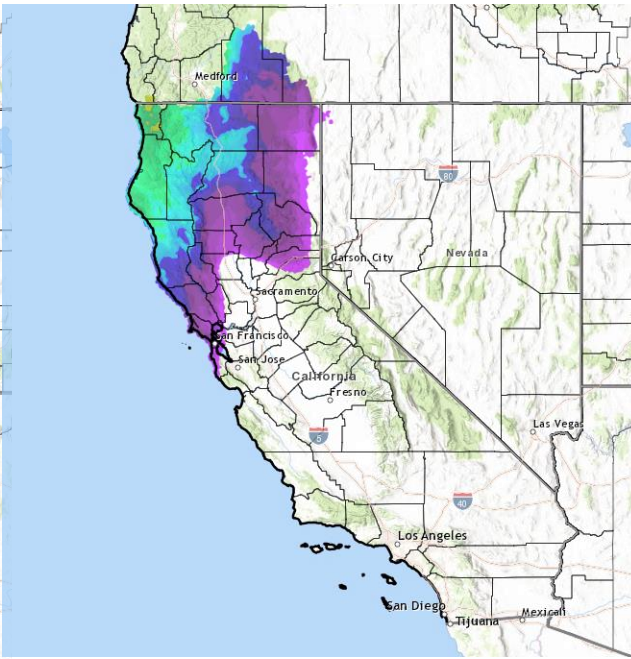 Medford
80
Nevada
Carson City
Sacramento
San Francisco
San Jose
California
Fresno
Las Vegas
5
40
Los Angeles
San Diego
Tijuana
Mexicali